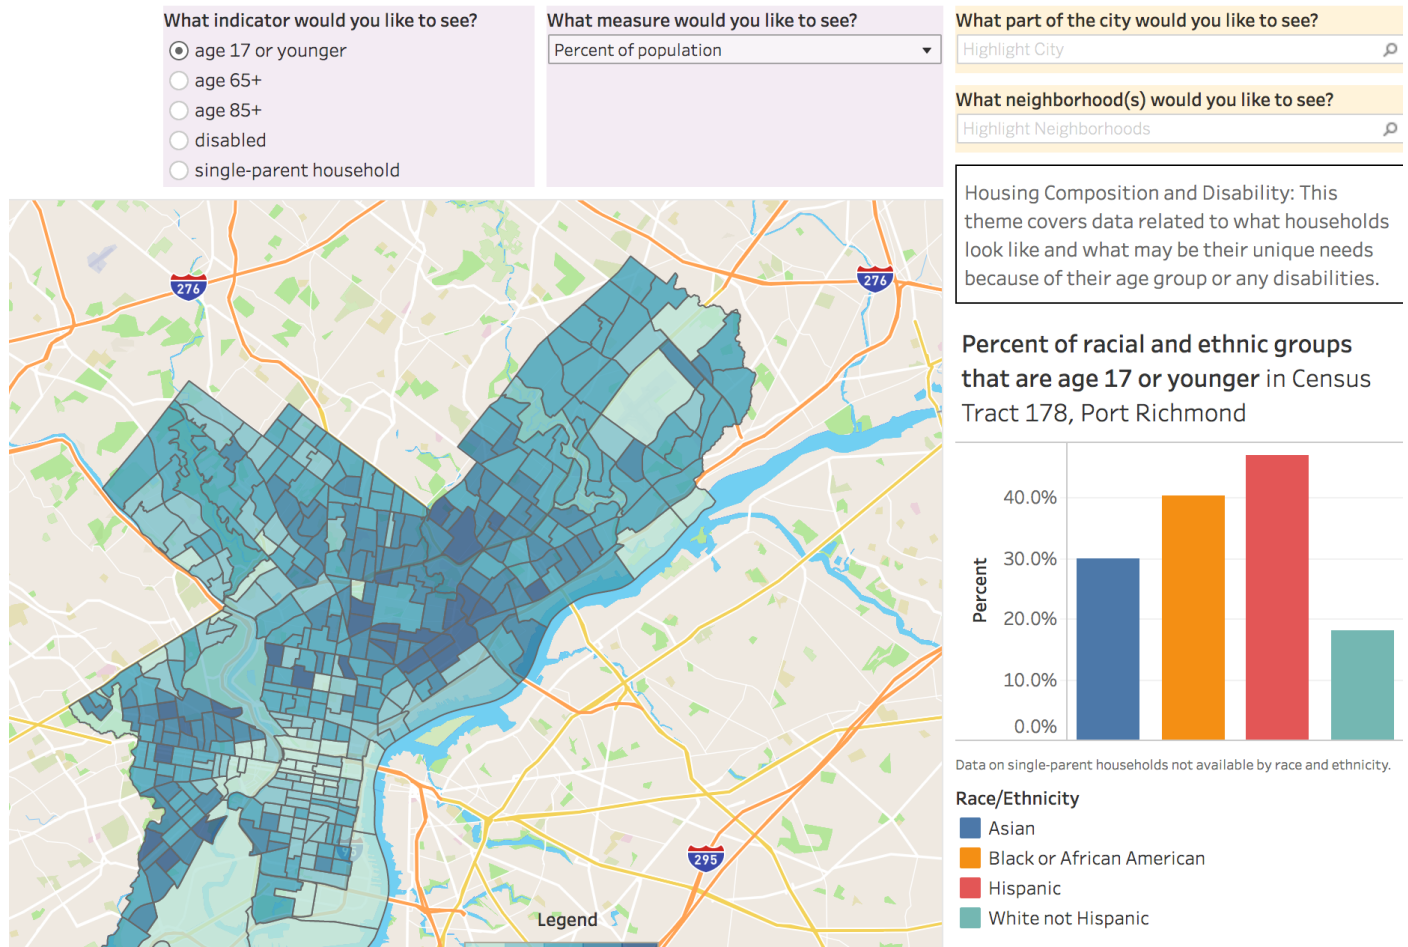 What indicator would you like to see?
age 17 or younger
age 65+
age 85+
disabled
single-parent household
What measure would you like to see?
Percent of population
What part of the city would you like to see?
Highlight City
What neighborhood(s) would you like to see?
Highlight Neighborhoods
Housing Composition and Disability: This
theme covers data related to what households
look like and what may be their unique needs
because of their age group or any disabilities.
276
276
295
Legend
Percent of racial and ethnic groups
that are age 17 or younger in Census
Tract 178, Port Richmond
Percent
40.0%
30.0%
20.0%
10.0%
0.0%
Data on single-parent households not available by race and ethnicity.
Race/Ethnicity
Asian
Black or African American
Hispanic
White not Hispanic